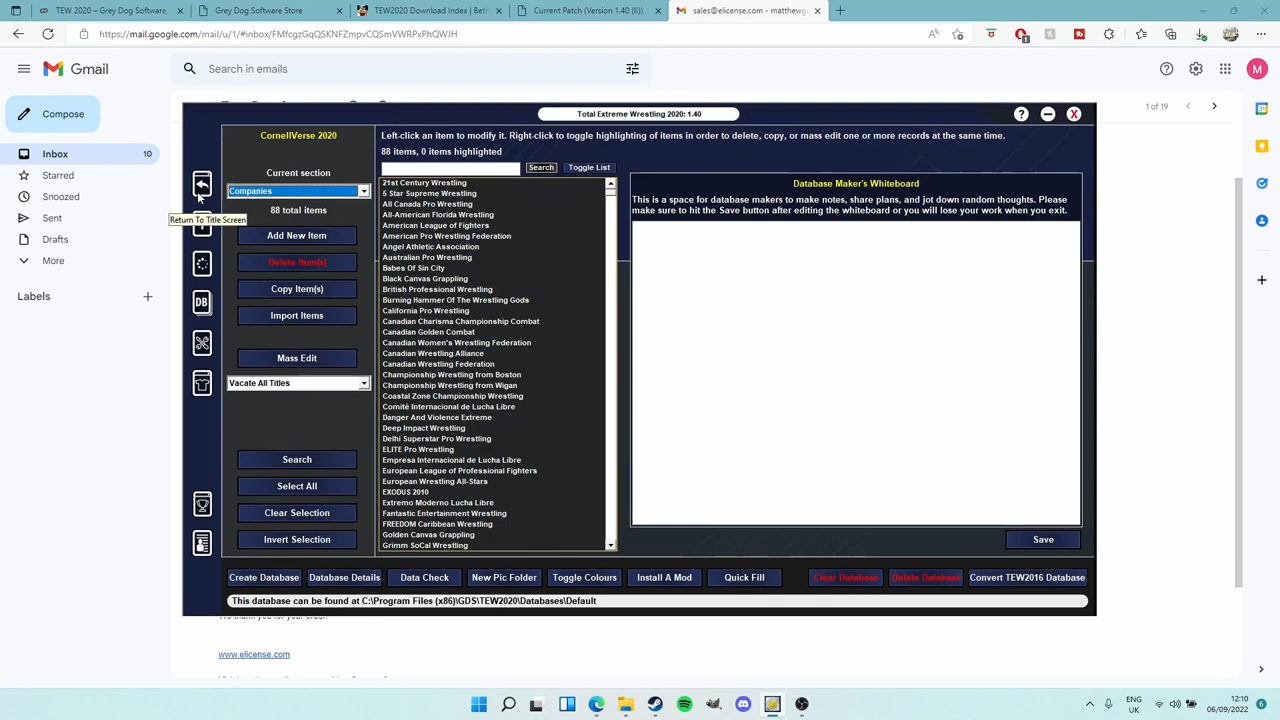 TEW 2020 – Grey Dog Software,
Grey Dog Software Store
TEW2020 Download Index | Bet
Current Patch (Version 1.40 (II)),
sales@elicense.com - matthewg
https://mail.google.com/mail/u/1/#inbox/FMfcgzGqQSKNFZmpvCQSmVWRPxPhQWJH
Gmail
Search in emails
M
Compose
Inbox 10
Starred
Snoozed
Sent
Drafts
More
Labels
1 of 19
Total Extreme Wrestling 2020: 1.40
CornellVerse 2020
Left-click an item to modify it. Right-click to toggle highlighting of items in order to delete, copy, or mass edit one or more records at the same time.
88 items, 0 items highlighted
Current section
Companies
88 total items
Return To Title Screen
Add New Item
Delete Item(s)
Copy Item(s)
Import Items
Mass Edit
Vacate All Titles
Search
Select All
Clear Selection
Invert Selection
DB
Search
Toggle List
21st Century Wrestling
5 Star Supreme Wrestling
All Canada Pro Wrestling
All-American Florida Wrestling
American League of Fighters
American Pro Wrestling Federation
Angel Athletic Association
Australian Pro Wrestling
Babes Of Sin City
Black Canvas Grappling
British Professional Wrestling
Burning Hammer Of The Wrestling Gods
California Pro Wrestling
Canadian Charisma Championship Combat
Canadian Golden Combat
Canadian Women's Wrestling Federation
Canadian Wrestling Alliance
Canadian Wrestling Federation
Championship Wrestling from Boston
Championship Wrestling from Wigan
Coastal Zone Championship Wrestling
Comité Internacional de Lucha Libre
Danger And Violence Extreme
Deep Impact Wrestling
Delhi Superstar Pro Wrestling
ELITE Pro Wrestling
Empresa Internacional de Lucha Libre
European League of Professional Fighters
European Wrestling All-Stars
EXODUS 2010
Extremo Moderno Lucha Libre
Fantastic Entertainment Wrestling
FREEDOM Caribbean Wrestling
Golden Canvas Grappling
Grimm SoCal Wrestling
Database Maker's Whiteboard
This is a space for database makers to make notes, share plans, and jot down random thoughts. Please
make sure to hit the Save button after editing the whiteboard or you will lose your work when you exit.
Save
Create Database
Database Details
Data Check
New Pic Folder
Toggle Colours
Install A Mod
Quick Fill
Clear Database
Delete Database
Convert TEW2016 Database
This database can be found at C:\Program Files (x86)\GDS\TEW2020\Databases\Default
We thank you for your order.
www.elicense.com
ENG
UK
12:10
06/09/2022